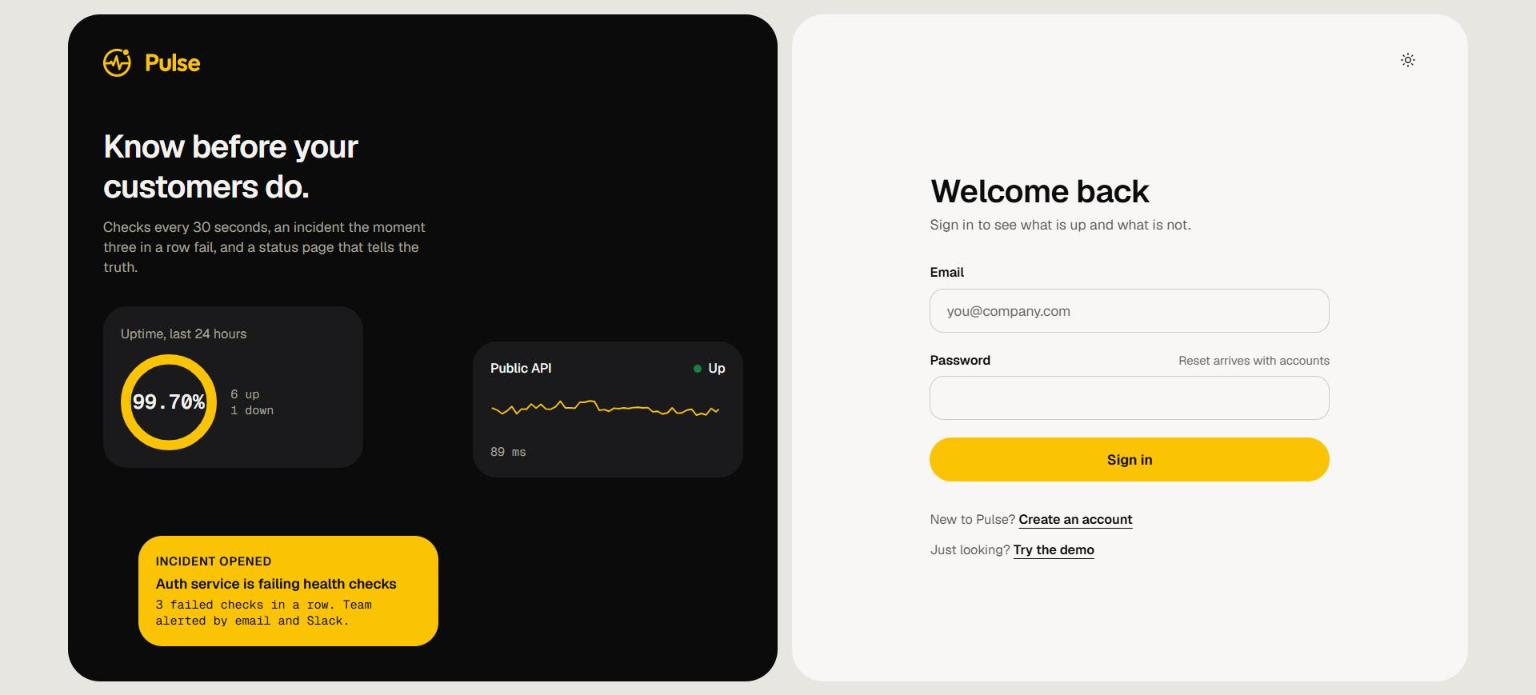 Pulse
Know before your
customers do.
Checks every 30 seconds, an incident the moment
three in a row fail, and a status page that tells the
truth.
Uptime, last 24 hours
99.70%
6 up
1 down
Public API
Up
89 ms
INCIDENT OPENED
Auth service is failing health checks
3 failed checks in a row. Team
alerted by email and Slack.
Welcome back
Sign in to see what is up and what is not.
Email
you@company.com
Password
Reset arrives with accounts
Sign in
New to Pulse? Create an account
Just looking? Try the demo